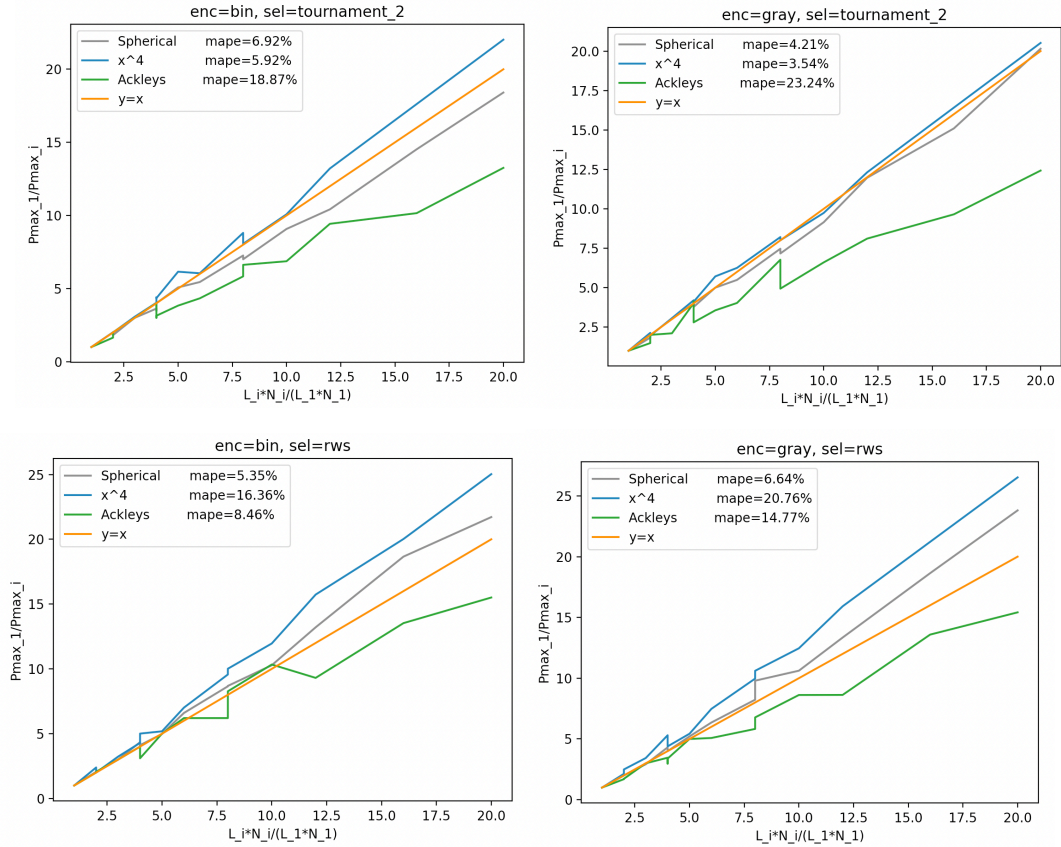 enc=bin, sel=tournament_2
Spherical mape=6.92%
x^4 mape=5.92%
Ackleys mape=18.87%
y=x
Pmax_1/Pmax_i
20
15
10
5
0
2.5 5.0 7.5 10.0 12.5 15.0 17.5 20.0
L_i*N_i/(L_1*N_1)
enc=gray, sel=tournament_2
Spherical mape=4.21%
x^4 mape=3.54%
Ackleys mape=23.24%
y=x
Pmax_1/Pmax_i
20.0
17.5
15.0
12.5
10.0
7.5
5.0
2.5
2.5 5.0 7.5 10.0 12.5 15.0 17.5 20.0
L_i*N_i/(L_1*N_1)
enc=bin, sel=rws
Spherical mape=5.35%
x^4 mape=16.36%
Ackleys mape=8.46%
y=x
Pmax_1/Pmax_i
25
20
15
10
5
0
2.5 5.0 7.5 10.0 12.5 15.0 17.5 20.0
L_i*N_i/(L_1*N_1)
enc=gray, sel=rws
Spherical mape=6.64%
x^4 mape=20.76%
Ackleys mape=14.77%
y=x
Pmax_1/Pmax_i
25
20
15
10
5
0
2.5 5.0 7.5 10.0 12.5 15.0 17.5 20.0
L_i*N_i/(L_1*N_1)